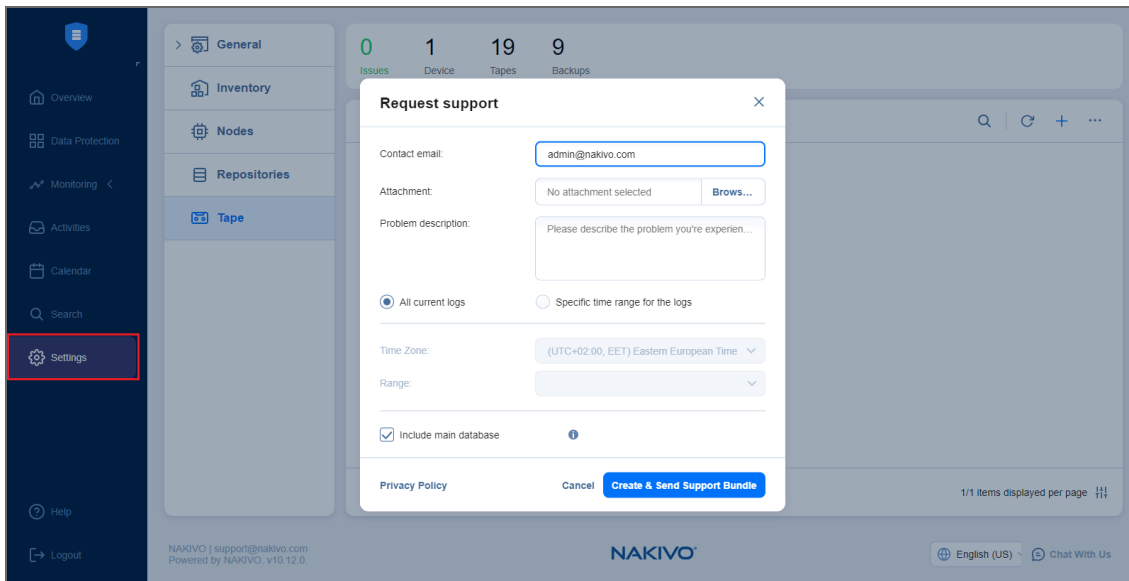 Overview
Data Protection
Monitoring
Activities
Calendar
Search
Settings
Help
Logout
General
Inventory
Nodes
Repositories
Tape
0 1 19 9
Issues Device Tapes Backups
Request support
Contact email: admin@nakivo.com
Attachment: No attachment selected Brows...
Problem description: Please describe the problem you're experien...
All current logs Specific time range for the logs
Time Zone: (UTC+02:00, EET) Eastern European Time
Range:
Include main database
Privacy Policy Cancel Create & Send Support Bundle
1/1 items displayed per page
NAKIVO | support@nakivo.com
Powered by NAKIVO. v10.12.0.
NAKIVO®
English (US) Chat With Us